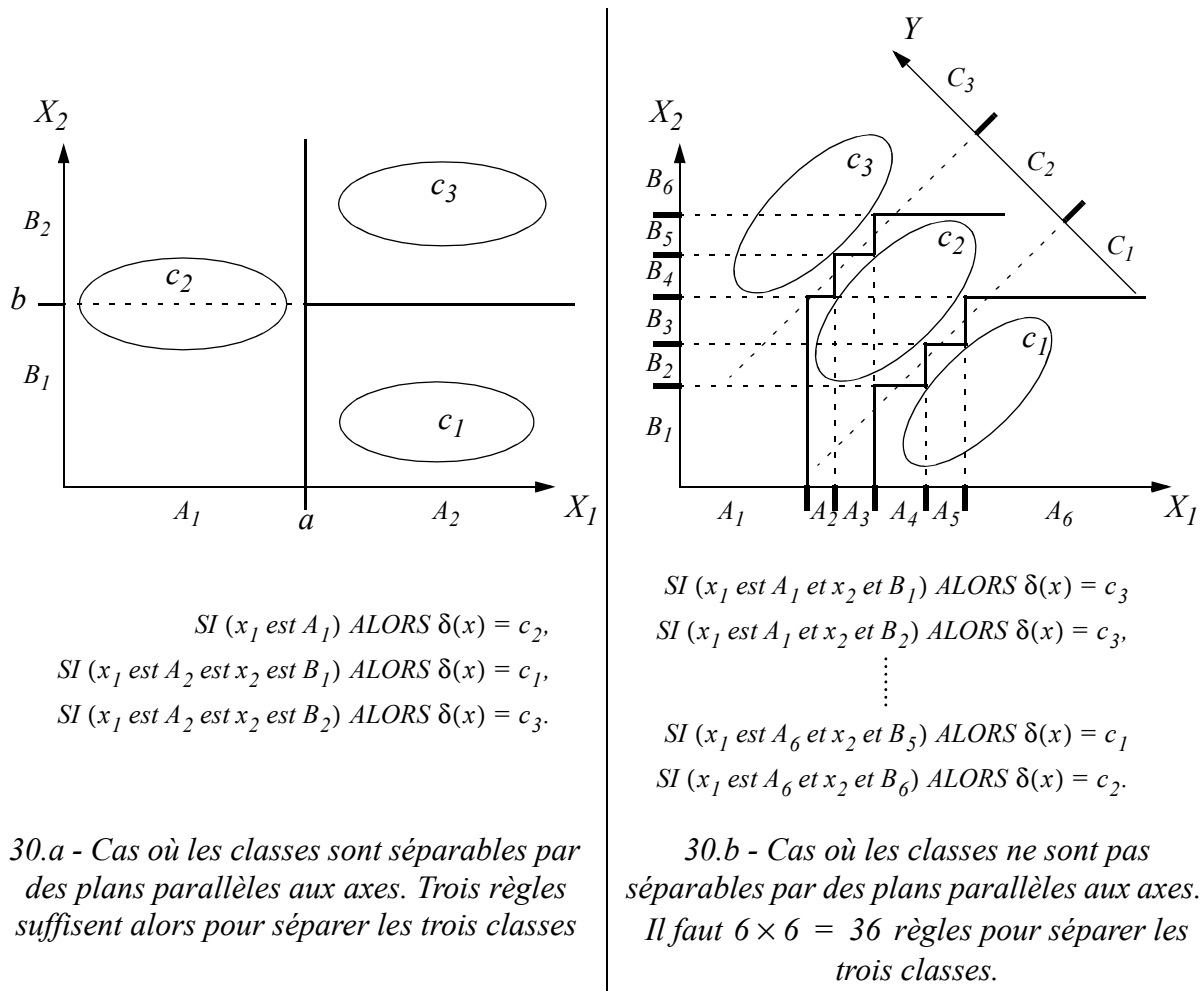 X₂
B₂
b
B₁
c₃
c₂
c₁
A₁
a
A₂
X₁
SI (x₁ est A₁) ALORS δ(x) = c₂,
SI (x₁ est A₂ est x₂ est B₁) ALORS δ(x) = c₁,
SI (x₁ est A₂ est x₂ est B₂) ALORS δ(x) = c₃.
30.a - Cas où les classes sont séparables par
des plans parallèles aux axes. Trois règles
suffisent alors pour séparer les trois classes
Y
C₃
C₂
C₁
X₂
B₆
B₅
B₄
B₃
B₂
B₁
c₃
c₂
c₁
A₁
A₂
A₃
A₄
A₅
A₆
X₁
SI (x₁ est A₁ et x₂ et B₁) ALORS δ(x) = c₃
SI (x₁ est A₁ et x₂ et B₂) ALORS δ(x) = c₃,
SI (x₁ est A₆ et x₂ et B₅) ALORS δ(x) = c₁
SI (x₁ est A₆ et x₂ et B₆) ALORS δ(x) = c₂.
30.b - Cas où les classes ne sont pas
séparables par des plans parallèles aux axes.
Il faut 6 × 6 = 36 règles pour séparer les
trois classes.